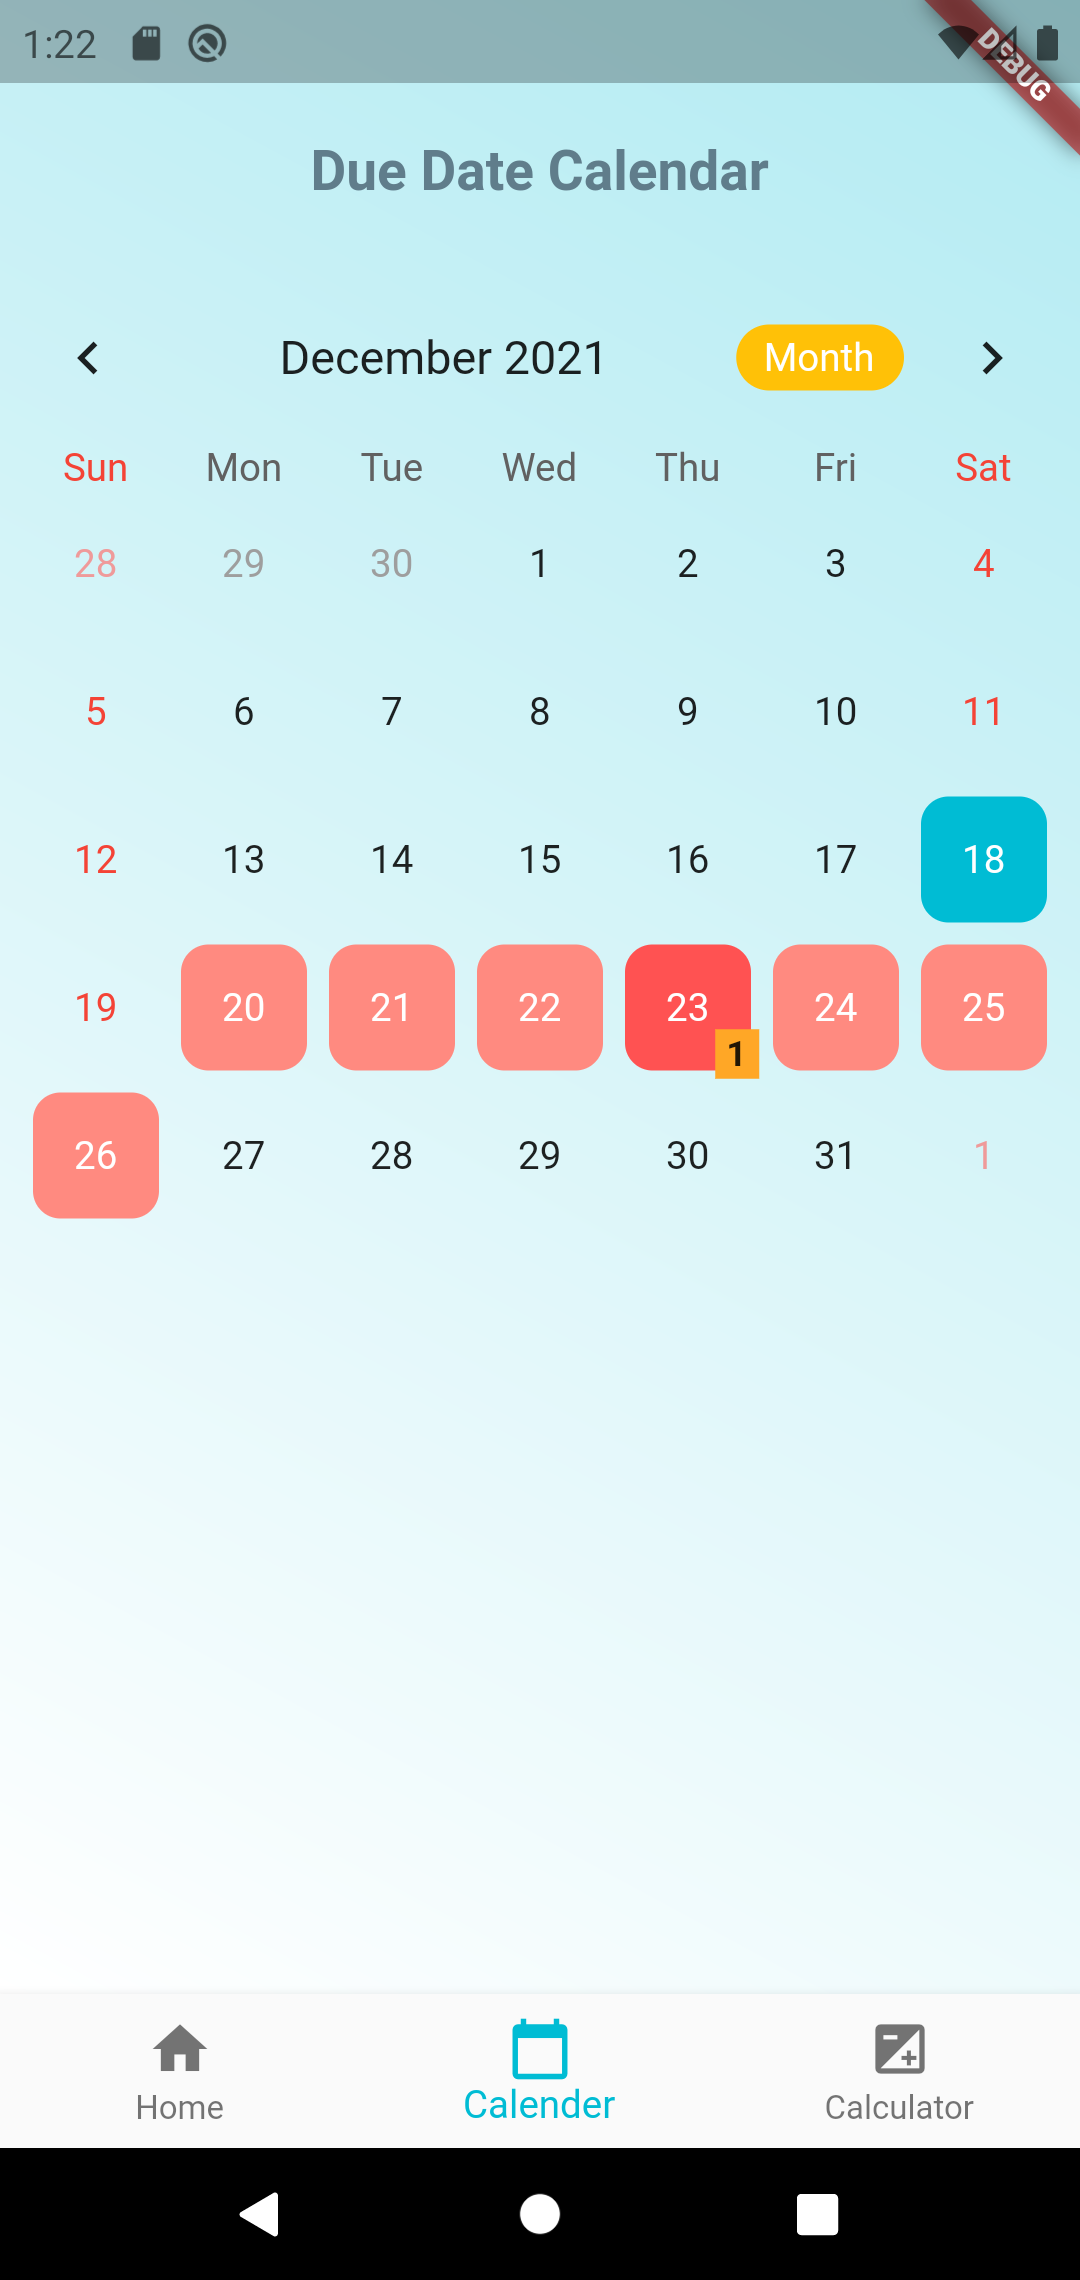 1:22
DEBUG
Due Date Calendar
December 2021 Month
Sun Mon Tue Wed Thu Fri Sat
28 29 30 1 2 3 4
5 6 7 8 9 10 11
12 13 14 15 16 17 18
19 20 21 22 23 24 25
1
26 27 28 29 30 31 1
Home Calender Calculator